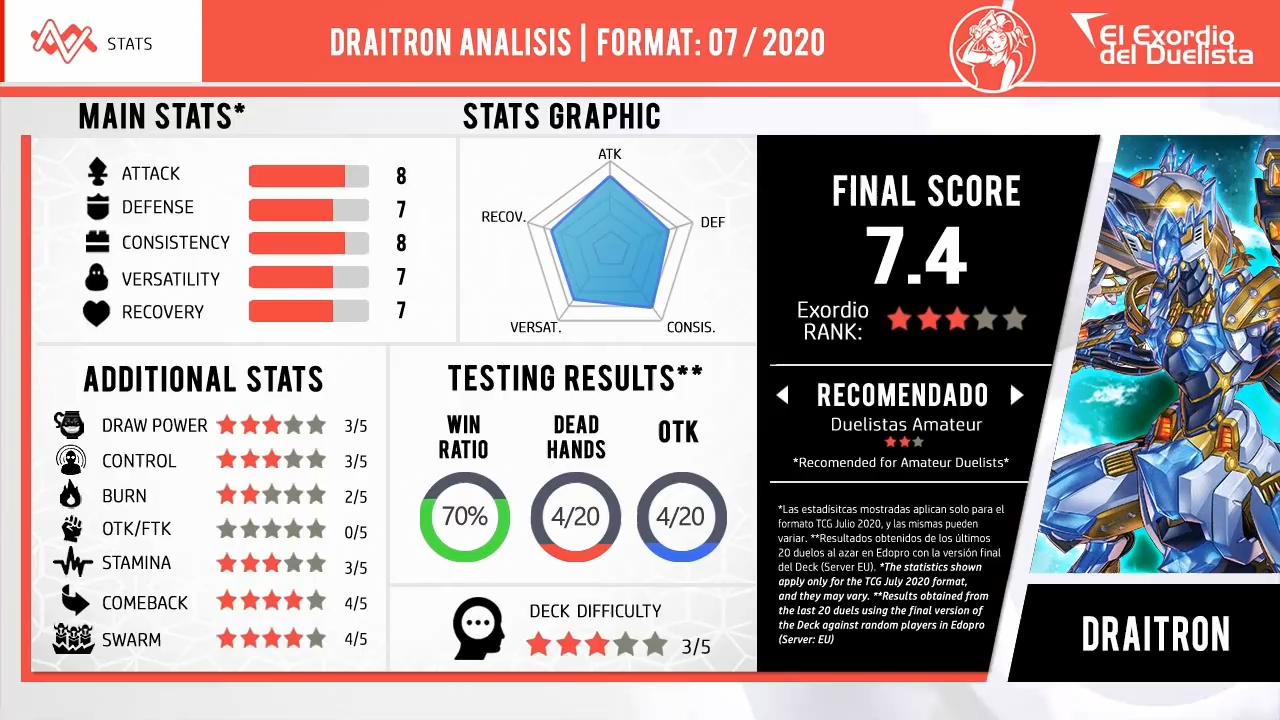 STATS
DRAITRON ANALISIS | FORMAT: 07 / 2020
El Exordio
del Duelista
MAIN STATS*
ATTACK 8
DEFENSE 7
CONSISTENCY 8
VERSATILITY 7
RECOVERY 7
STATS GRAPHIC
ATK
RECOV.
DEF
VERSAT.
CONSIS.
ADDITIONAL STATS
DRAW POWER 3/5
CONTROL 3/5
BURN 2/5
OTK/FTK 0/5
STAMINA 3/5
COMEBACK 4/5
SWARM 4/5
TESTING RESULTS**
WIN
RATIO
DEAD
HANDS
OTK
70%
4/20
4/20
DECK DIFFICULTY
3/5
FINAL SCORE
7.4
Exordio
RANK:
RECOMENDADO
Duelistas Amateur
*Recomended for Amateur Duelists*
*Las estadísitcas mostradas aplican solo para el
formato TCG Julio 2020, y las mismas pueden
variar. **Resultados obtenidos de los últimos
20 duelos al azar en Edopro con la versión final
del Deck (Server EU). *The statistics shown
apply only for the TCG July 2020 format,
and they may vary. **Results obtained from
the last 20 duels using the final version of
the Deck against random players in Edopro
(Server: EU)
DRAITRON